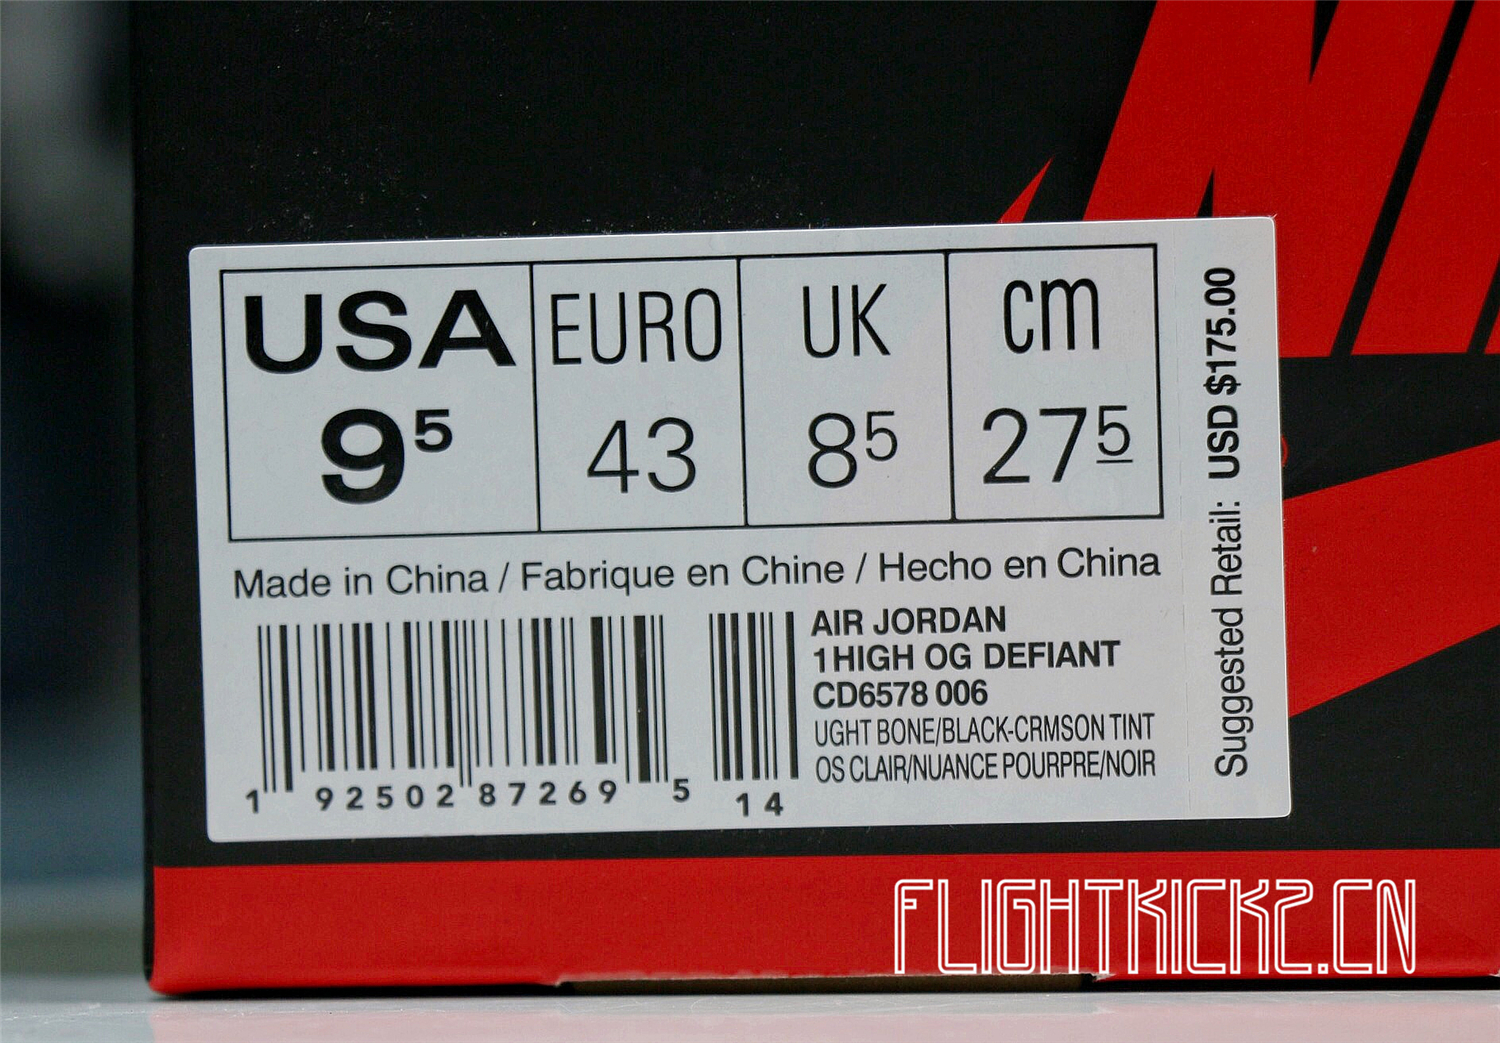 USA EURO UK cm
9⁵ 43 8⁵ 27⁵
Made in China / Fabrique en Chine / Hecho en China
AIR JORDAN
1HIGH OG DEFIANT
CD6578 006
UGHT BONE/BLACK-CRMSON TINT
OS CLAIR/NUANCE POURPRE/NOIR
1 92502 87269 5 14
Suggested Retail: USD $175.00
FLIGHTKICKZ.CN